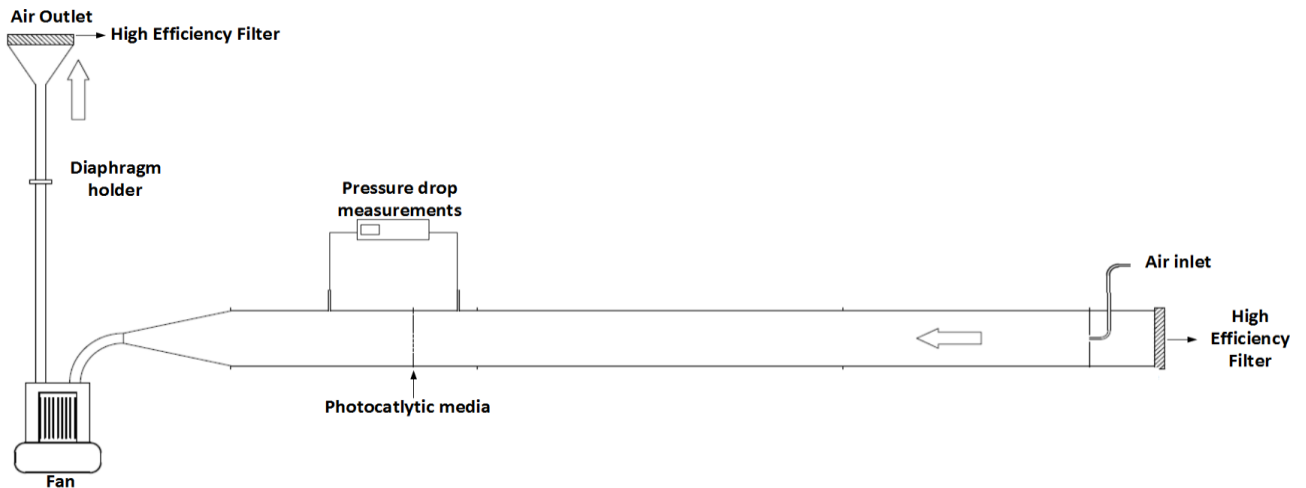 Air Outlet
High Efficiency Filter
Diaphragm
holder
Pressure drop
measurements
Air inlet
High
Efficiency
Filter
Photocatlytic media
Fan